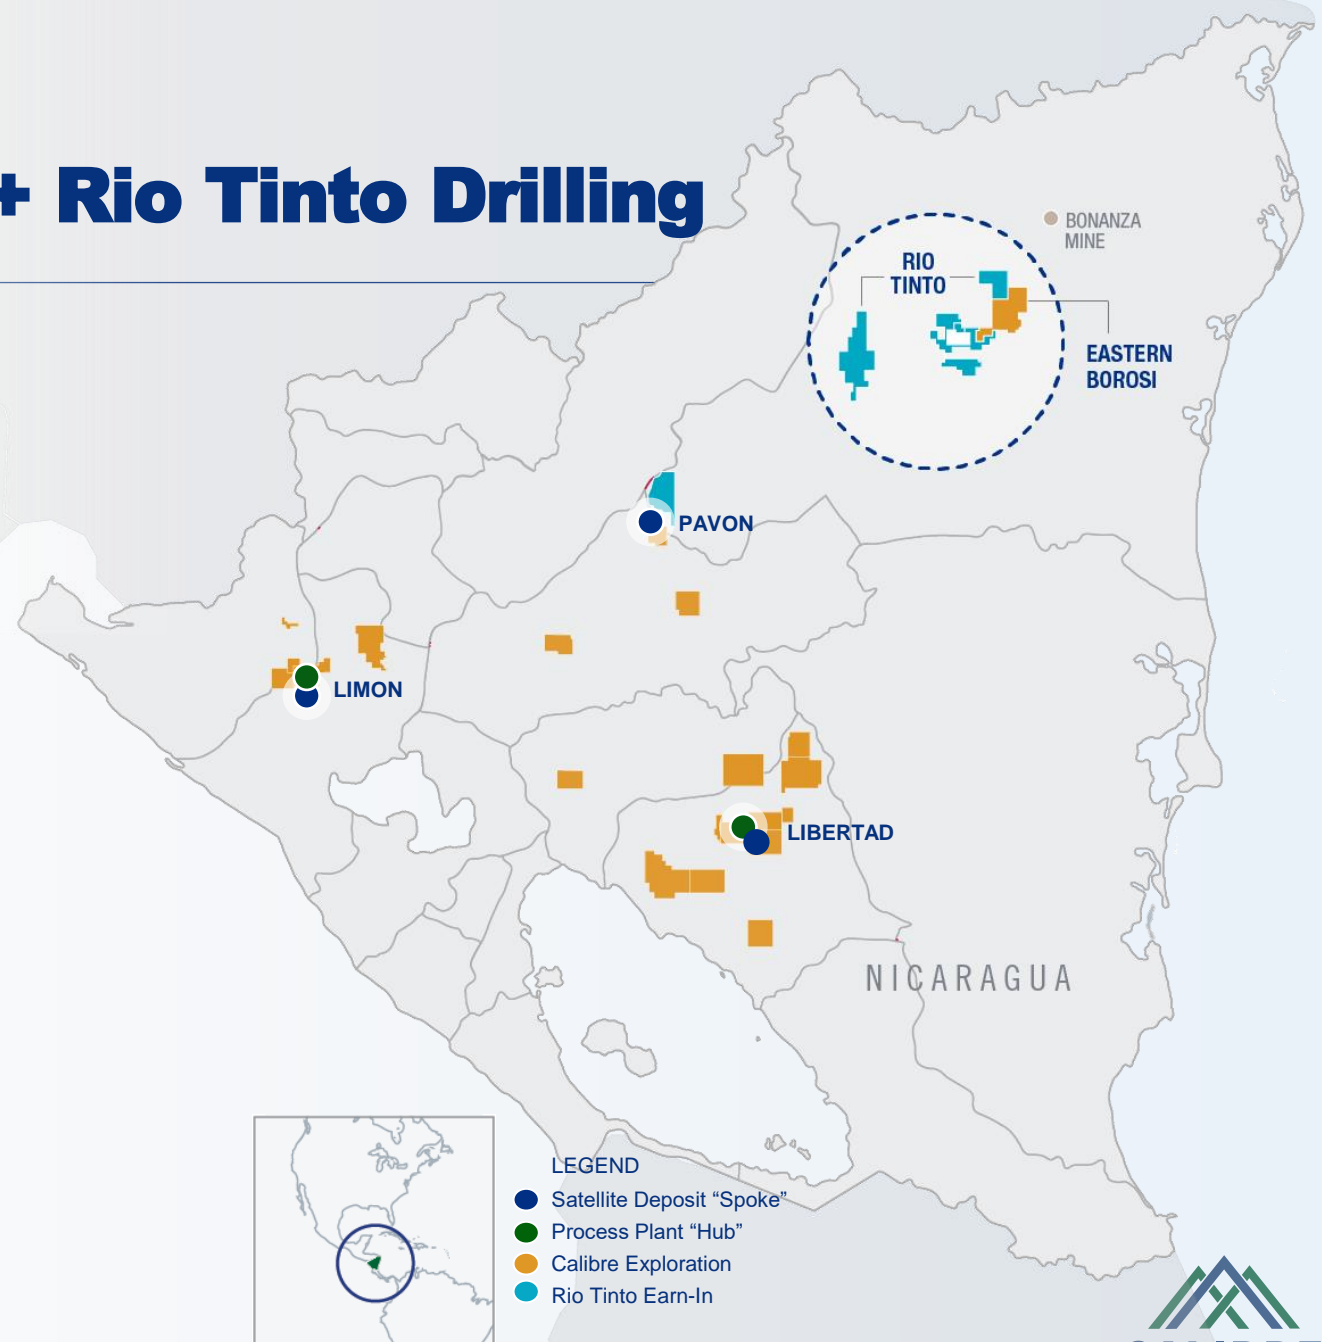 + Rio Tinto Drilling
BONANZA
MINE
RIO
TINTO
EASTERN
BOROSI
PAVON
LIMON
LIBERTAD
NICARAGUA
LEGEND
Satellite Deposit “Spoke”
Process Plant “Hub”
Calibre Exploration
Rio Tinto Earn-In